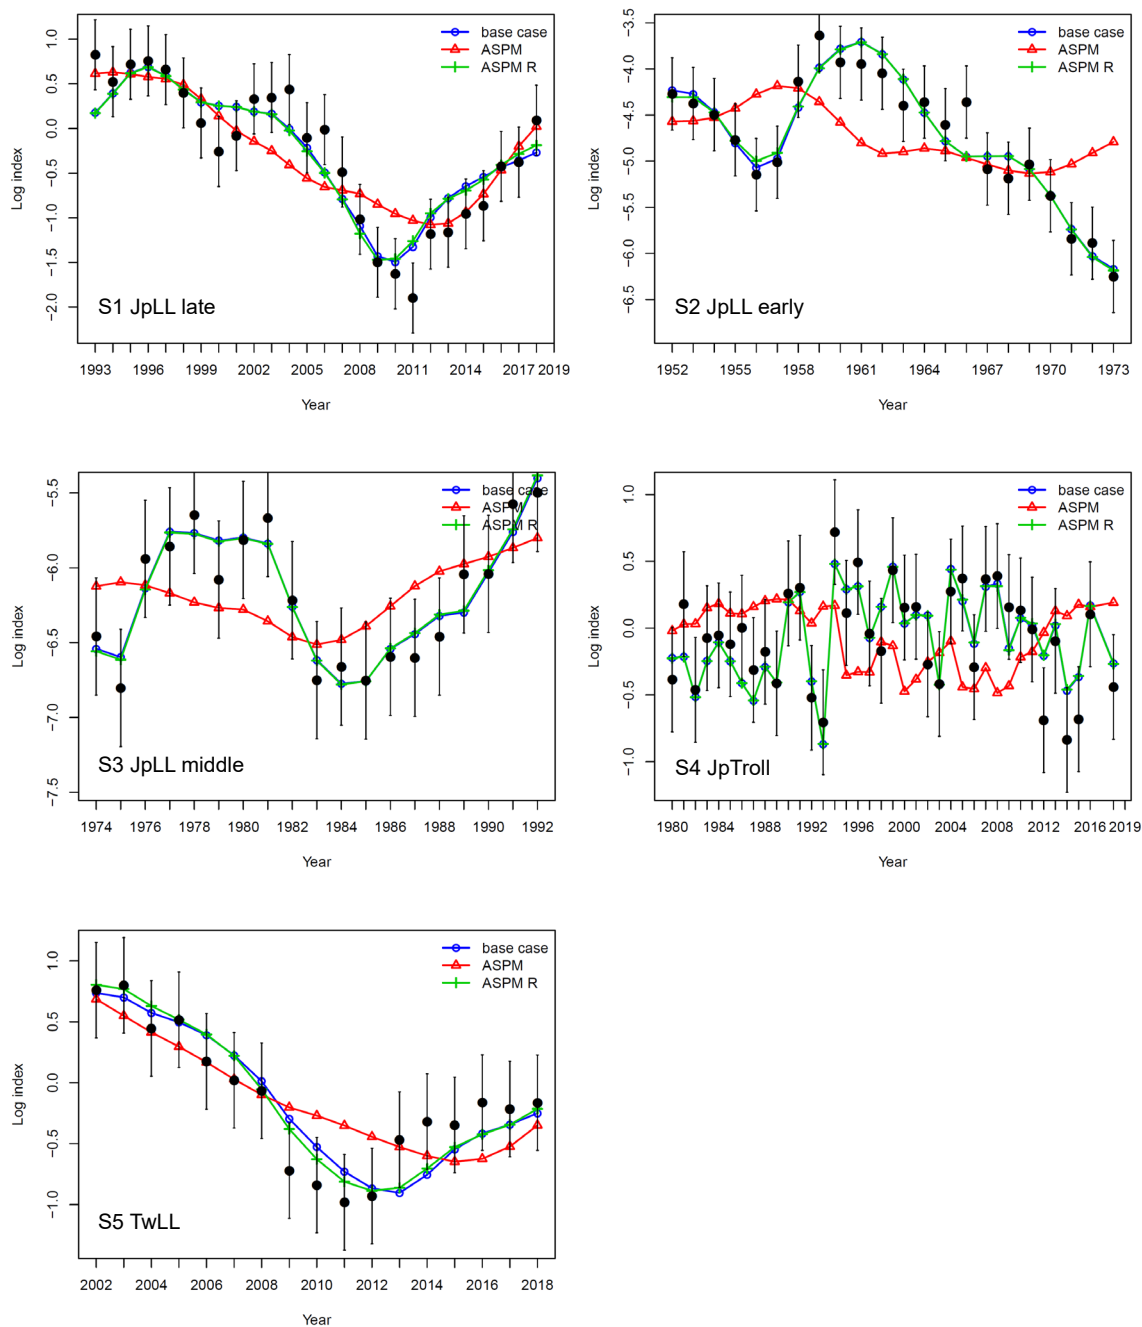 base case
ASPM
ASPM R
1.0
0.5
0.0
−0.5
−1.0
−1.5
−2.0
Log index
S1 JpLL late
1993 1996 1999 2002 2005 2008 2011 2014 2017 2019
Year
base case
ASPM
ASPM R
−3.5
−4.0
−4.5
−5.0
−5.5
−6.0
−6.5
Log index
S2 JpLL early
1952 1955 1958 1961 1964 1967 1970 1973
Year
base case
ASPM
ASPM R
−5.5
−6.0
−6.5
−7.0
−7.5
Log index
S3 JpLL middle
1974 1976 1978 1980 1982 1984 1986 1988 1990 1992
Year
base case
ASPM
ASPM R
1.0
0.5
0.0
−0.5
−1.0
Log index
S4 JpTroll
1980 1984 1988 1992 1996 2000 2004 2008 2012 2016 2019
Year
base case
ASPM
ASPM R
1.0
0.5
0.0
−0.5
−1.0
Log index
S5 TwLL
2002 2004 2006 2008 2010 2012 2014 2016 2018
Year